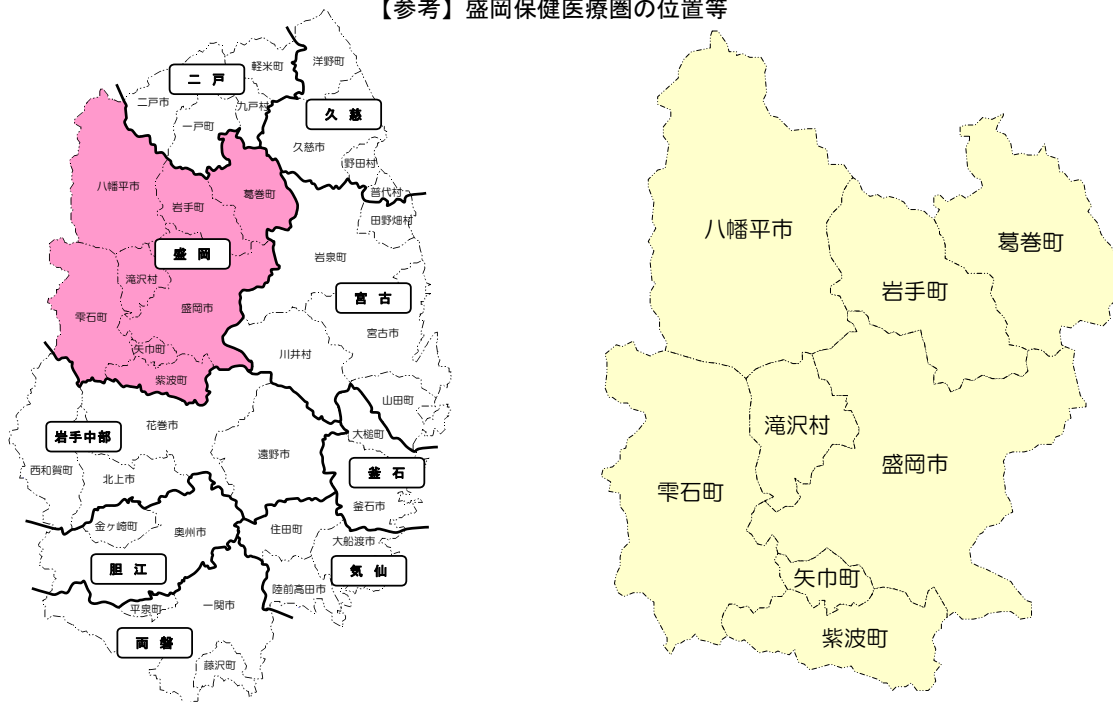 【参考】盛岡保健医療圏の位置等
洋野町
軽米町
二戸
二戸市
九戸村
久慈
一戸町
久慈市
野田村
八幡平市
葛巻町
普代村
岩手町
田野畑村
盛岡
岩泉町
滝沢村
宮古
盛岡市
雫石町
宮古市
矢巾町
川井村
紫波町
山田町
花巻市
大槌町
岩手中部
遠野市
西和賀町
釜石
北上市
釜石市
金ヶ崎町
奥州市
住田町
大船渡市
胆江
気仙
陸前高田市
平泉町
一関市
両磐
藤沢町
八幡平市
葛巻町
岩手町
滝沢村
盛岡市
雫石町
矢巾町
紫波町